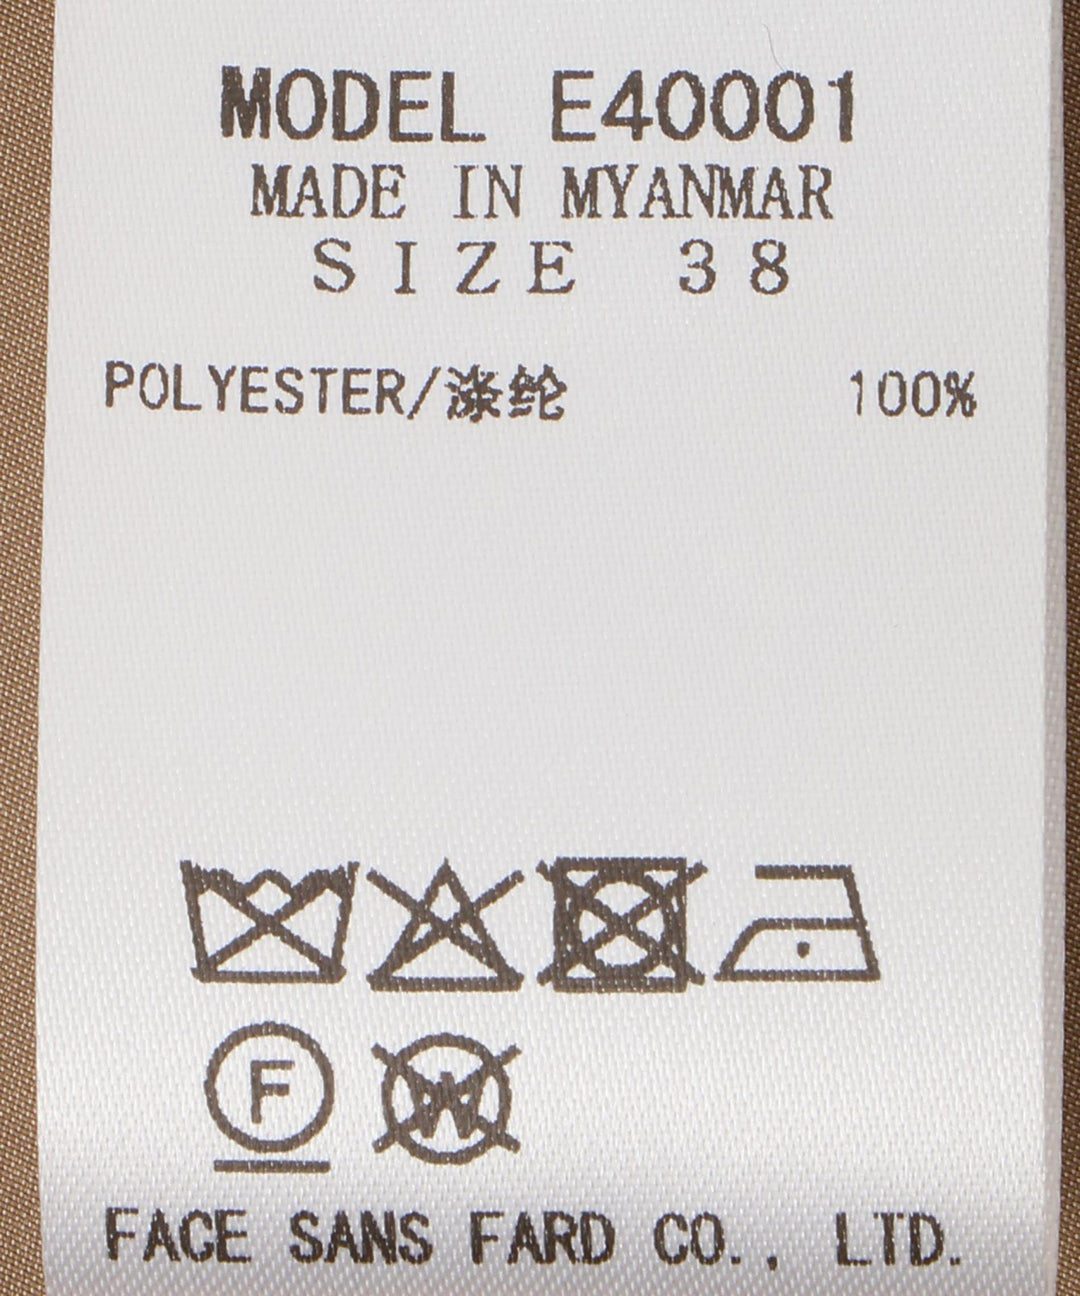 MODEL E40001
MADE IN MYANMAR
SIZE 38
POLYESTER/涤纶 100%
F W
FACE SANS FARD CO., LTD.